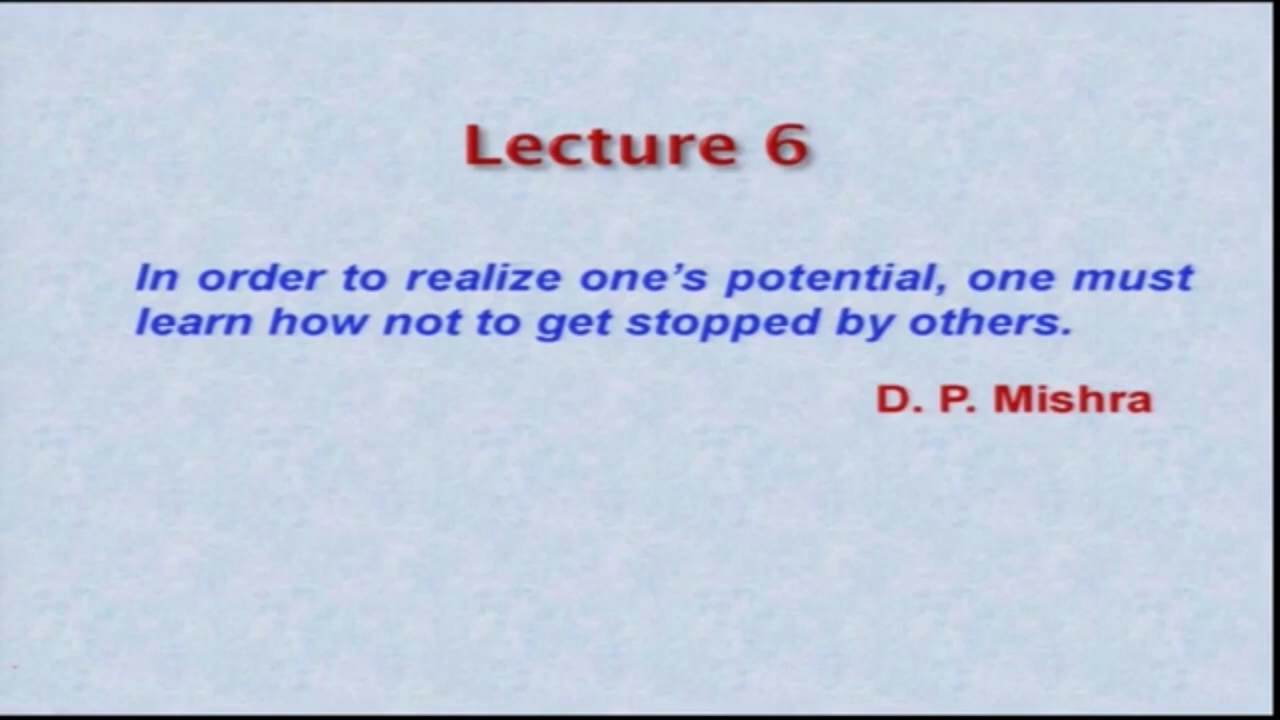 Lecture 6
In order to realize one’s potential, one must
learn how not to get stopped by others.
D. P. Mishra